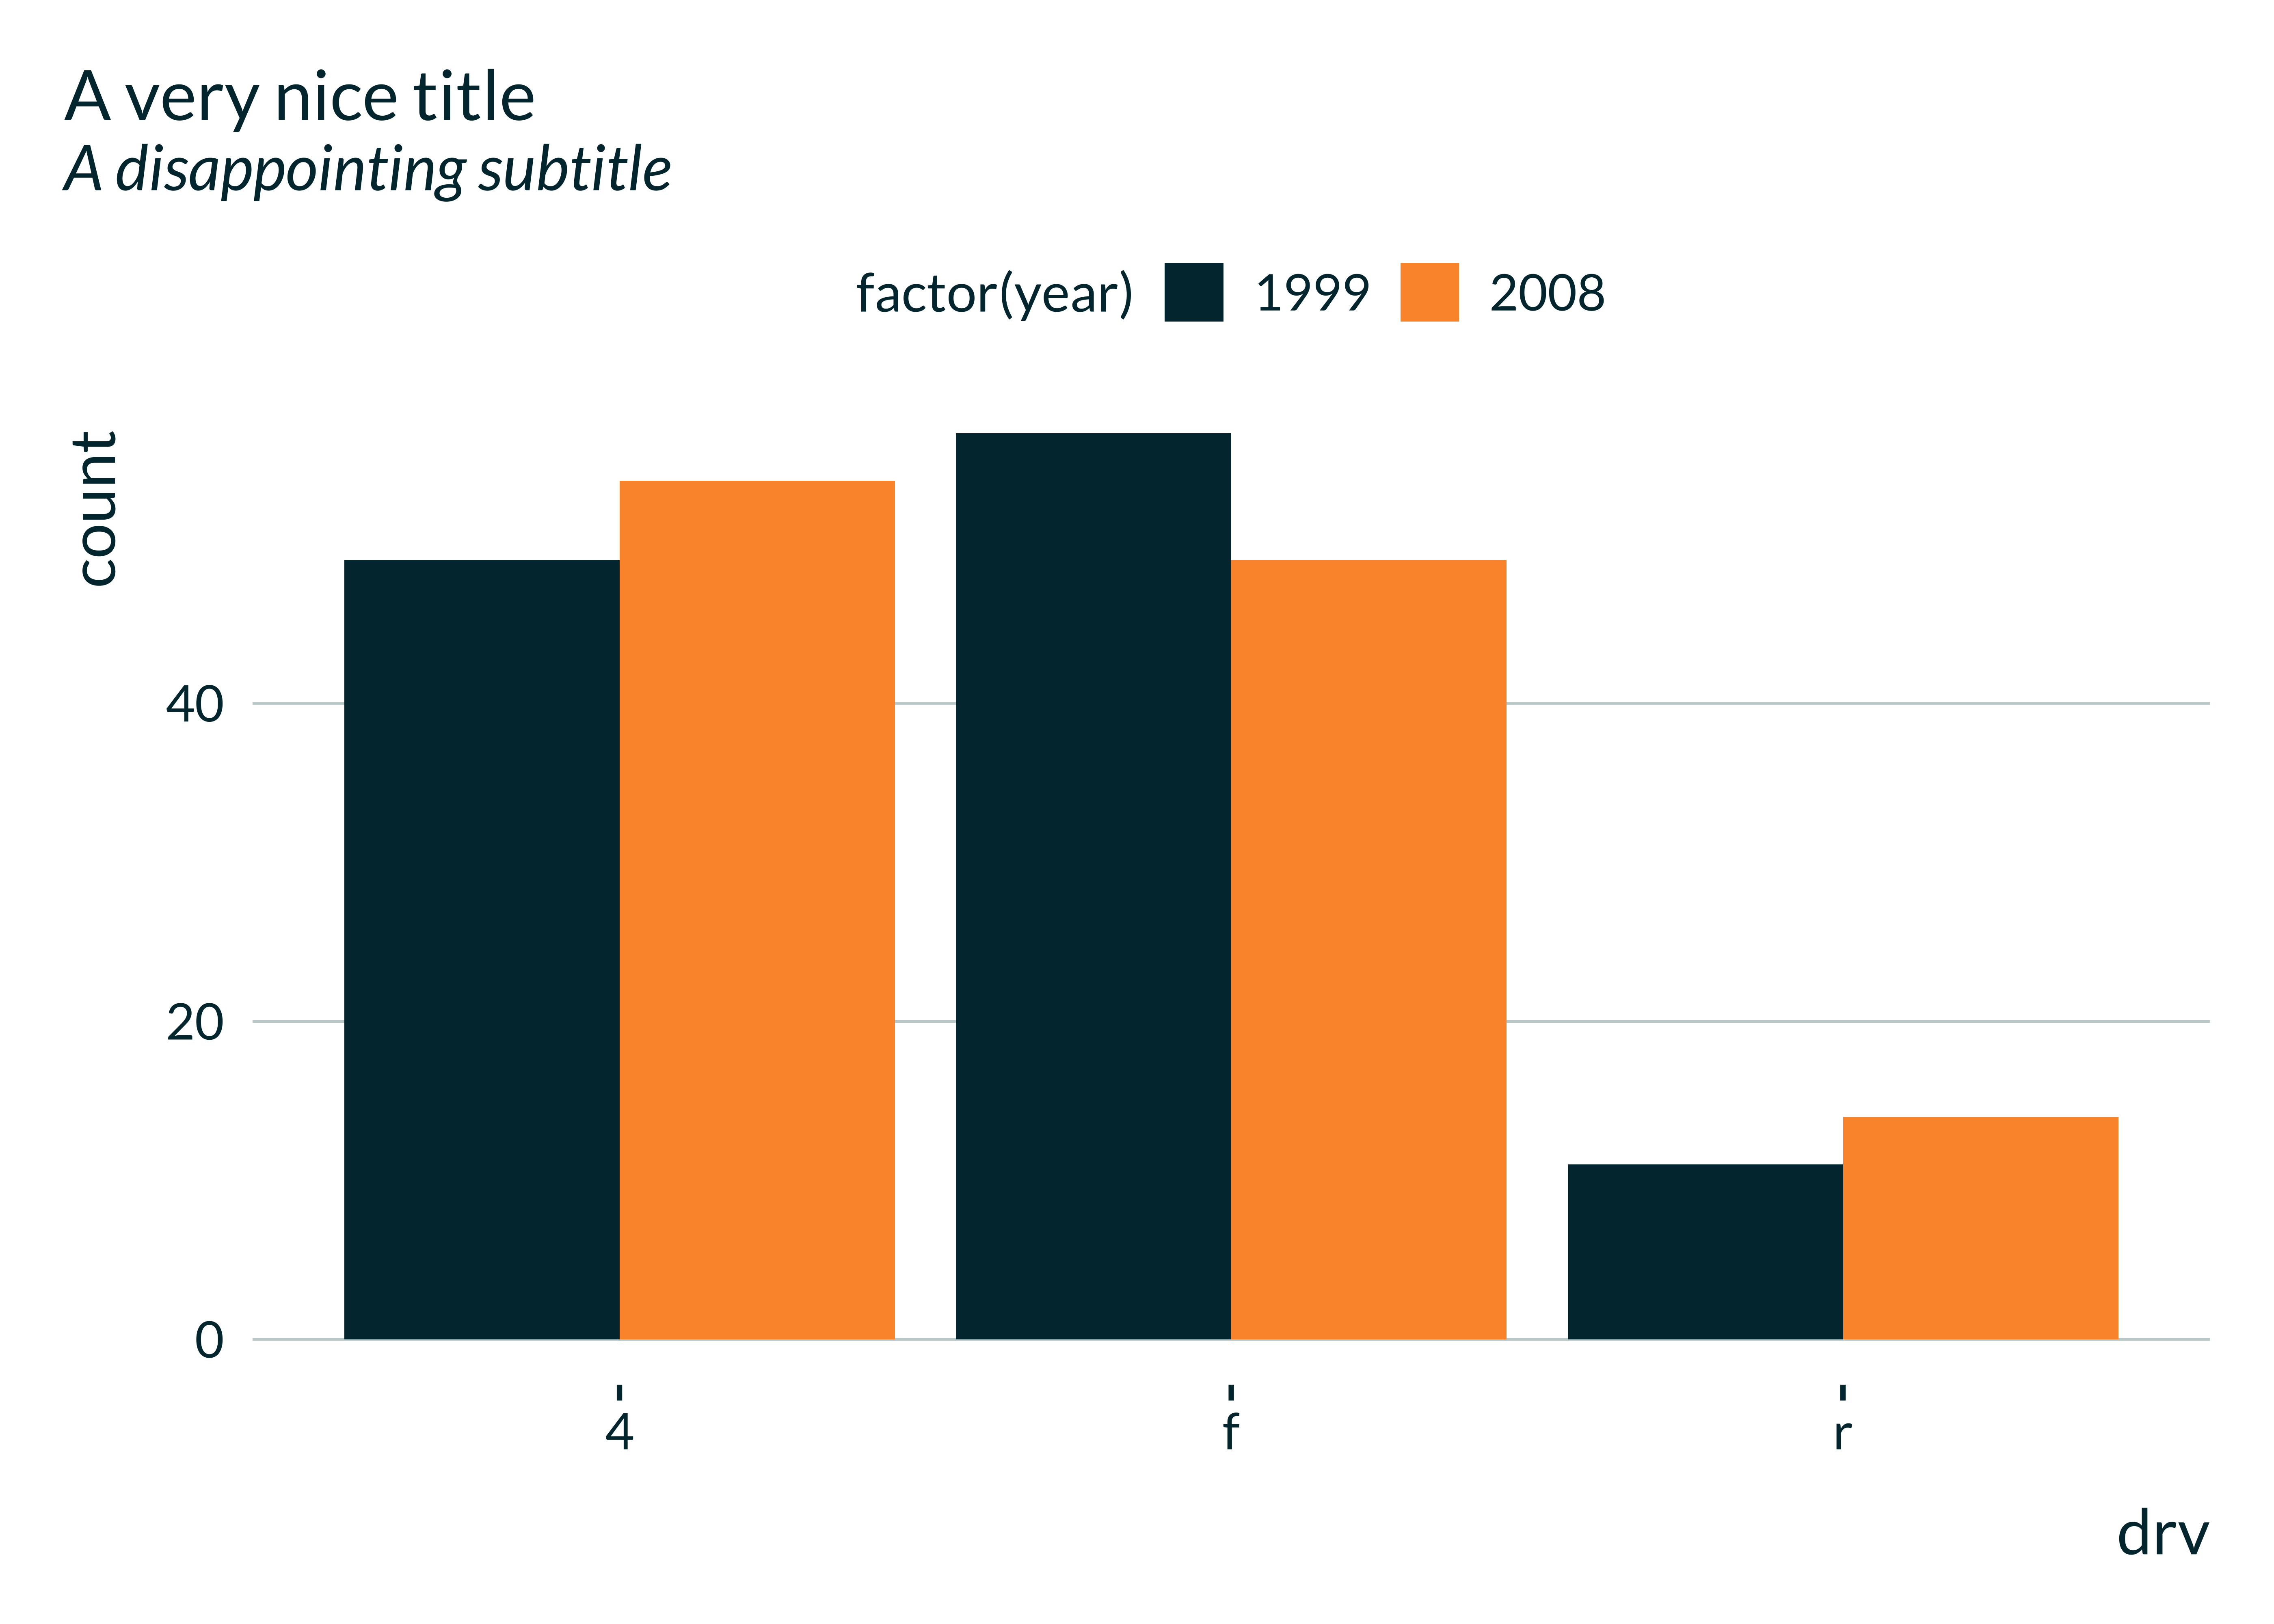 A very nice title
A disappointing subtitle
factor(year) 1999 2008
count
40
20
0
4 f r
drv